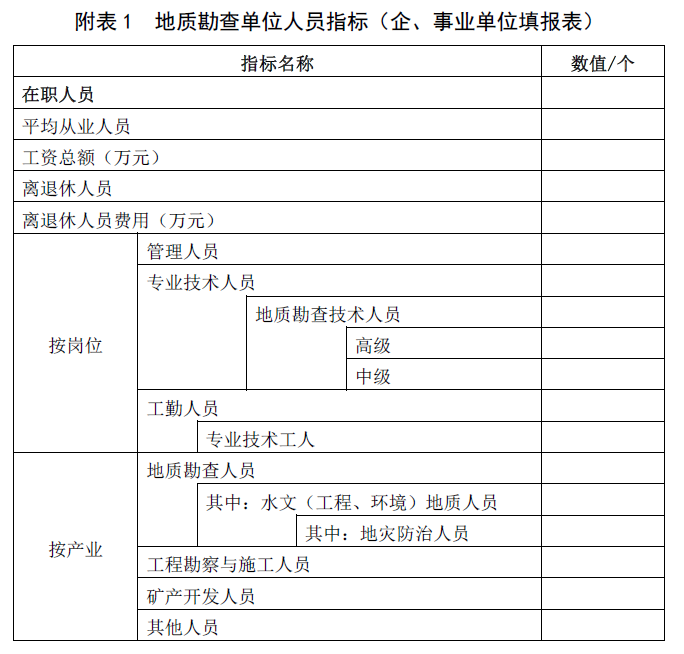 附表1 地质勘查单位人员指标（企、事业单位填报表）
指标名称 数值/个
在职人员
平均从业人员
工资总额（万元）
离退休人员
离退休人员费用（万元）
按岗位
管理人员
专业技术人员
地质勘查技术人员
高级
中级
工勤人员
专业技术工人
按产业
地质勘查人员
其中：水文（工程、环境）地质人员
其中：地灾防治人员
工程勘察与施工人员
矿产开发人员
其他人员